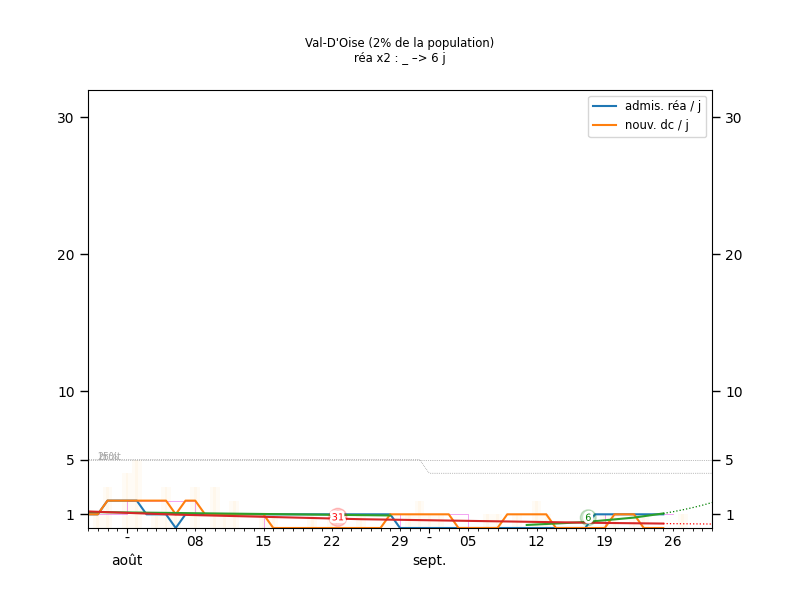 Val-D'Oise (2% de la population)
réa x2 : _ –> 6 j
admis. réa / j
nouv. dc / j
30
20
10
5
1
30
20
10
5
1
31
6
- 08 15 22 29 - 05 12 19 26
août sept.